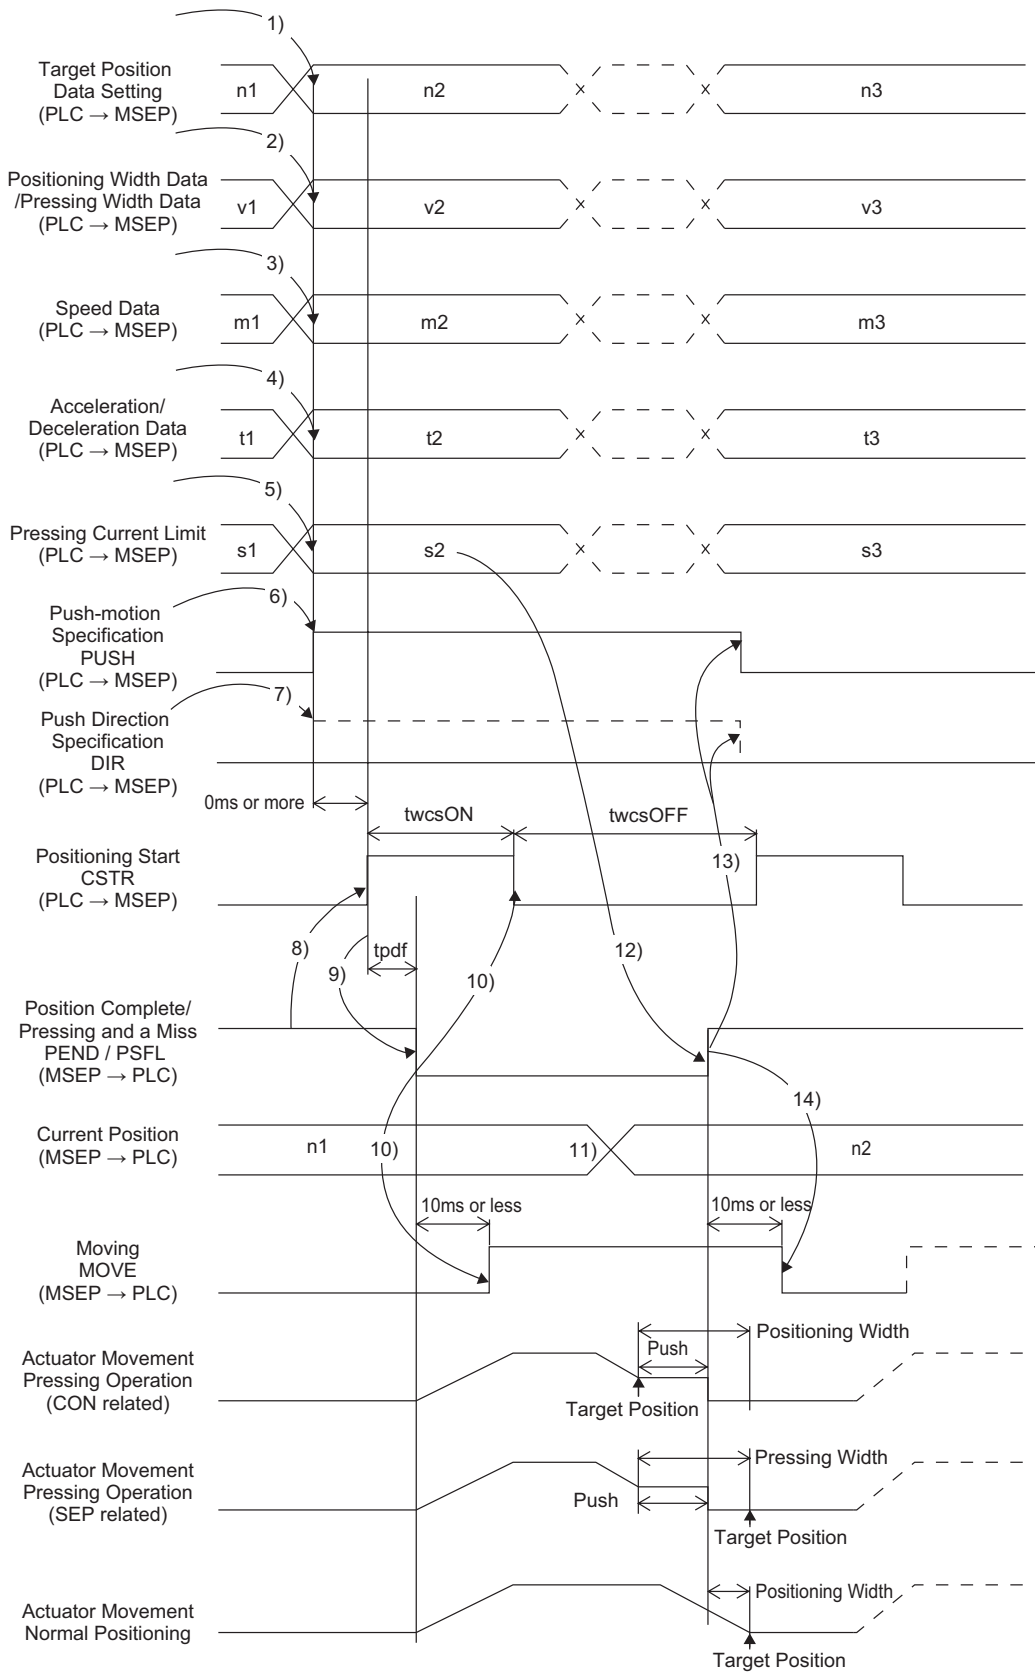 1)
Target Position
Data Setting
(PLC → MSEP)
n1
n2
n3
2)
Positioning Width Data
/Pressing Width Data
(PLC → MSEP)
v1
v2
v3
3)
Speed Data
(PLC → MSEP)
m1
m2
m3
4)
Acceleration/
Deceleration Data
(PLC → MSEP)
t1
t2
t3
5)
Pressing Current Limit
(PLC → MSEP)
s1
s2
s3
6)
Push-motion
Specification
PUSH
(PLC → MSEP)
7)
Push Direction
Specification
DIR
(PLC → MSEP)
0ms or more
twcsON
twcsOFF
Positioning Start
CSTR
(PLC → MSEP)
13)
8)
9)
tpdf
10)
12)
Position Complete/
Pressing and a Miss
PEND / PSFL
(MSEP → PLC)
14)
Current Position
(MSEP → PLC)
n1
10)
11)
n2
10ms or less
10ms or less
Moving
MOVE
(MSEP → PLC)
Positioning Width
Push
Actuator Movement
Pressing Operation
(CON related)
Target Position
Pressing Width
Actuator Movement
Pressing Operation
(SEP related)
Push
Target Position
Positioning Width
Actuator Movement
Normal Positioning
Target Position